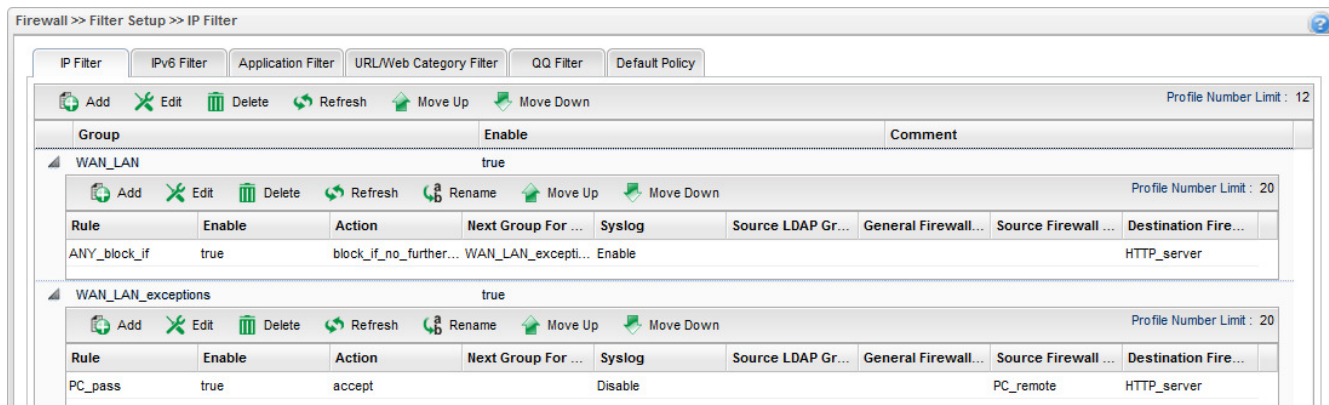 Firewall >> Filter Setup >> IP Filter
IP Filter IPv6 Filter Application Filter URL/Web Category Filter QQ Filter Default Policy
Add Edit Delete Refresh Move Up Move Down Profile Number Limit : 12
Group Enable Comment
WAN_LAN true
Add Edit Delete Refresh Rename Move Up Move Down Profile Number Limit : 20
Rule Enable Action Next Group For ... Syslog Source LDAP Gr... General Firewall... Source Firewall ... Destination Fire...
ANY_block_if true block_if_no_further... WAN_LAN_excepti... Enable HTTP_server
WAN_LAN_exceptions true
Add Edit Delete Refresh Rename Move Up Move Down Profile Number Limit : 20
Rule Enable Action Next Group For ... Syslog Source LDAP Gr... General Firewall... Source Firewall ... Destination Fire...
PC_pass true accept Disable PC_remote HTTP_server